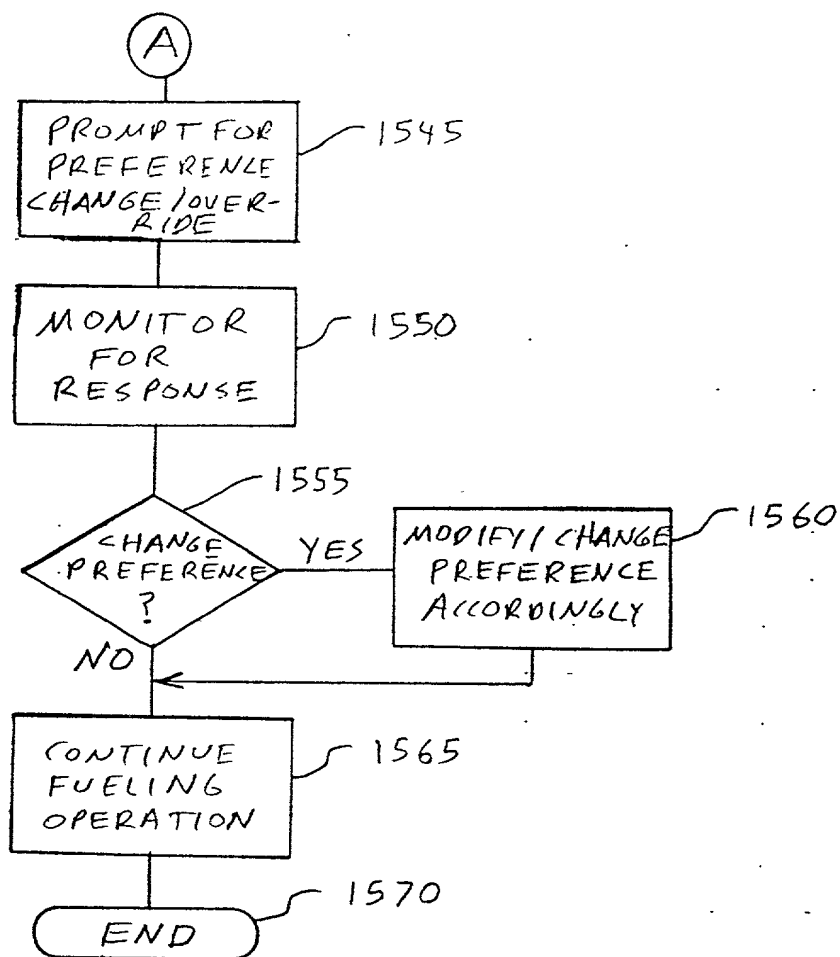 A
PROMPT FOR
PREFERENCE
CHANGE/OVER-
RIDE
1545
MONITOR
FOR
RESPONSE
1550
1555
CHANGE
PREFERENCE
?
YES
NO
MODIFY/CHANGE
PREFERENCE
ACCORDINGLY
1560
CONTINUE
FUELING
OPERATION
1565
END
1570